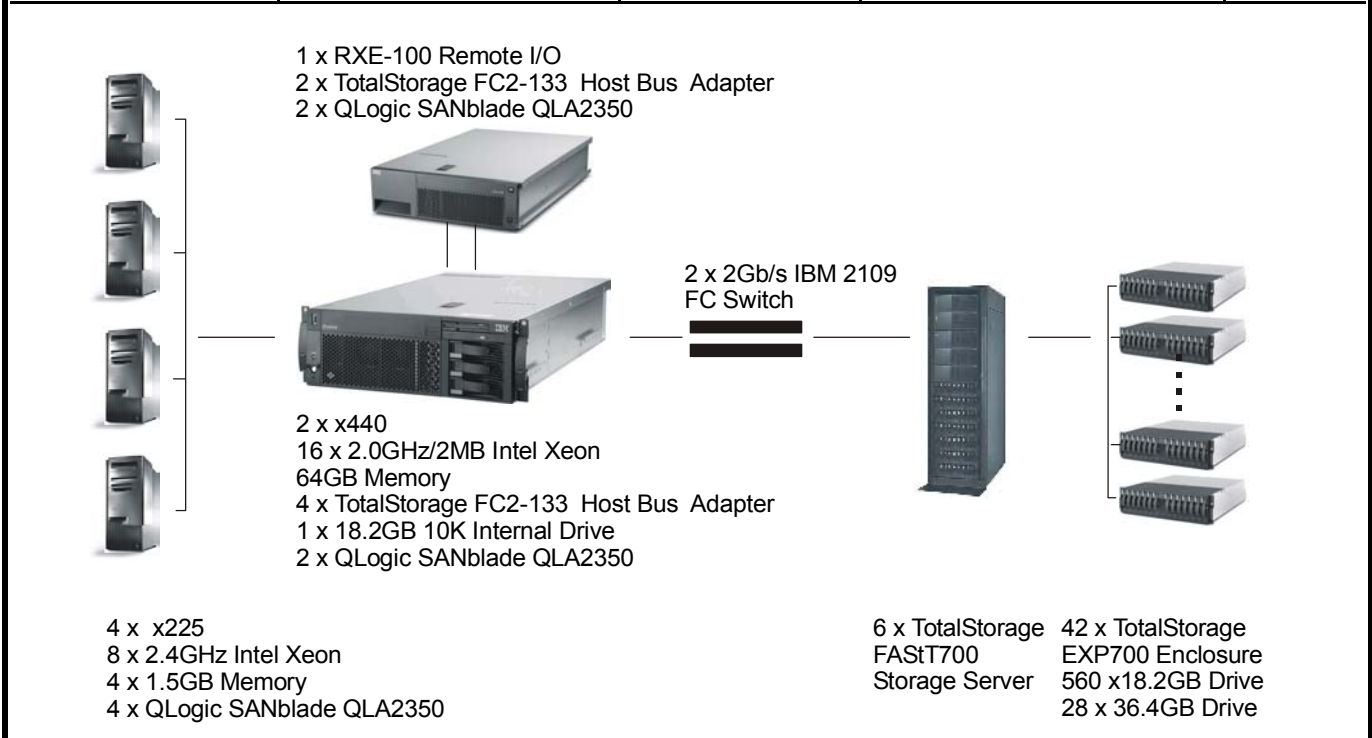 1 x RXE-100 Remote I/O
2 x TotalStorage FC2-133 Host Bus Adapter
2 x QLogic SANblade QLA2350
2 x 2Gb/s IBM 2109
FC Switch
IBM
2 x x440
16 x 2.0GHz/2MB Intel Xeon
64GB Memory
4 x TotalStorage FC2-133 Host Bus Adapter
1 x 18.2GB 10K Internal Drive
2 x QLogic SANblade QLA2350
4 x x225
8 x 2.4GHz Intel Xeon
4 x 1.5GB Memory
4 x QLogic SANblade QLA2350
6 x TotalStorage
FAStT700
Storage Server
42 x TotalStorage
EXP700 Enclosure
560 x18.2GB Drive
28 x 36.4GB Drive